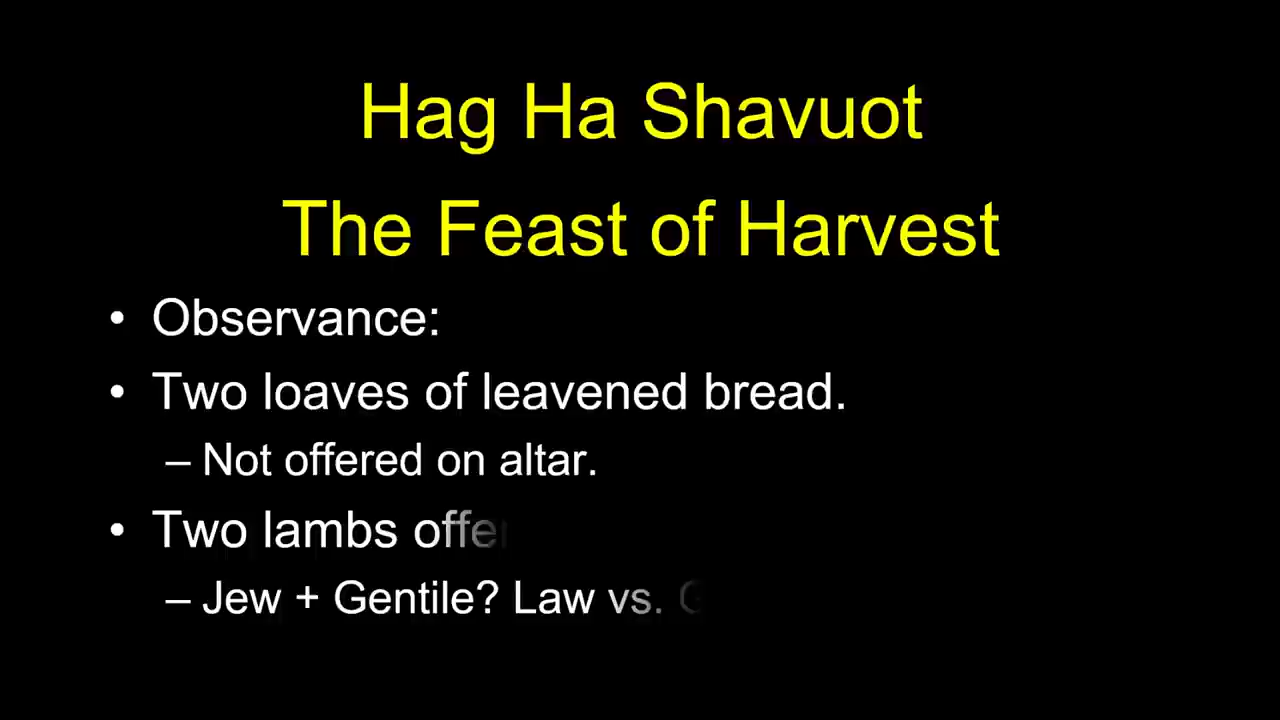 Hag Ha Shavuot
The Feast of Harvest
• Observance:
• Two loaves of leavened bread.
– Not offered on altar.
• Two lambs
– Jew + Gentile? Law vs.